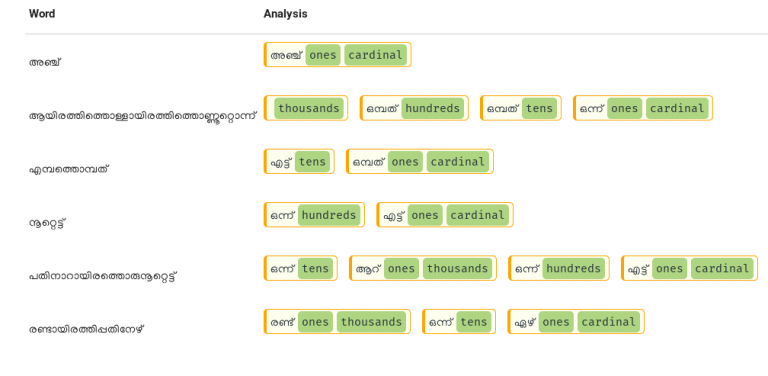 Word Analysis
അഞ്ച് അഞ്ച് ones cardinal
ആയിരത്തിത്തൊള്ളായിരത്തിത്തൊണ്ണൂറ്റൊന്ന് thousands ഒമ്പത് hundreds ഒമ്പത് tens ഒന്ന് ones cardinal
എമ്പത്തൊമ്പത് എട്ട് tens ഒമ്പത് ones cardinal
നൂറ്റെട്ട് ഒന്ന് hundreds എട്ട് ones cardinal
പതിനാറായിരത്തൊരുനൂറ്റെട്ട് ഒന്ന് tens ആറ് ones thousands ഒന്ന് hundreds എട്ട് ones cardinal
രണ്ടായിരത്തിപ്പതിനേഴ് രണ്ട് ones thousands ഒന്ന് tens ഏഴ് ones cardinal